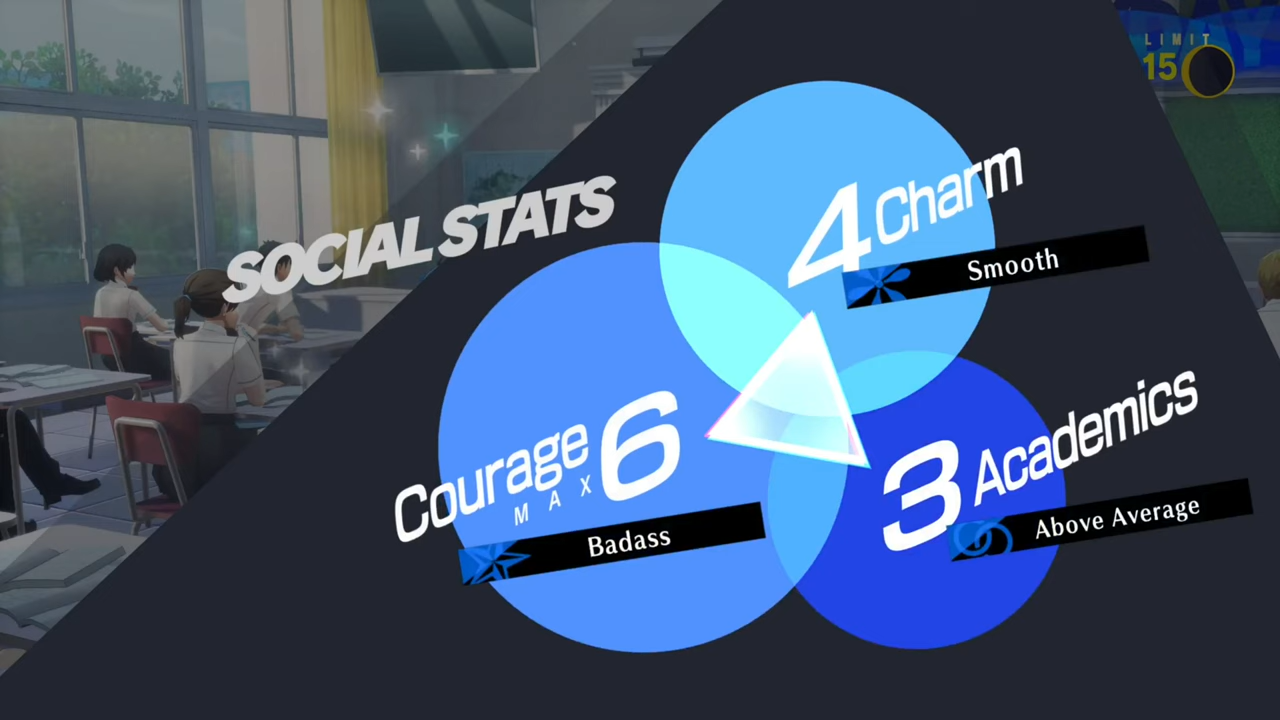 LIMIT
15
SOCIAL STATS
4 Charm
Smooth
Courage 6
MAX
Badass
3 Academics
Above Average